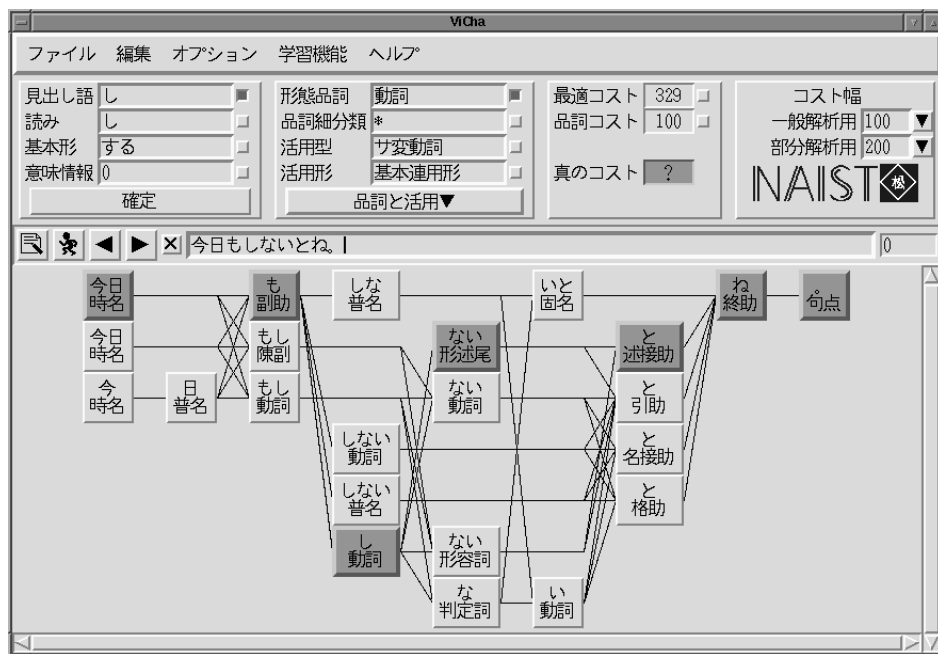 ViCha
ファイル 編集 オプション 学習機能 ヘルプ
見出し語 し
読み し
基本形 する
意味情報 0
確定
形態品詞 動詞
品詞細分類 *
活用型 サ変動詞
活用形 基本連用形
品詞と活用▼
最適コスト 329
品詞コスト 100
真のコスト ?
コスト幅
一般解析用 100 ▼
部分解析用 200 ▼
NAIST 松
今日もしないとね。 0
今日 時名
も 副助
しな 普名
いと 固名
ね 終助
。 句点
今日 時名
もし 陳副
ない 形述尾
と 述接助
今 時名
日 普名
もし 動詞
ない 動詞
と 引助
しない 動詞
と 名接助
しない 普名
と 格助
し 動詞
ない 形容詞
な 判定詞
い 動詞